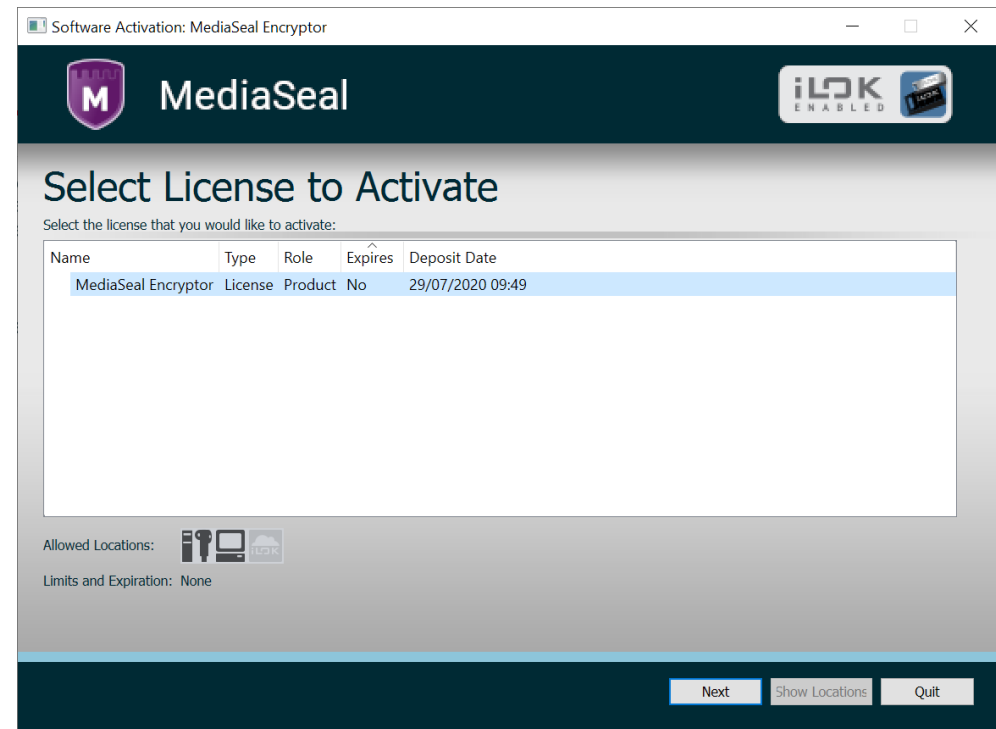 Software Activation: MediaSeal Encryptor
M MediaSeal
iLOK
ENABLED
Select License to Activate
Select the license that you would like to activate:
Name Type Role Expires Deposit Date
MediaSeal Encryptor License Product No 29/07/2020 09:49
Allowed Locations: iLOK
Limits and Expiration: None
Next Show Locations Quit